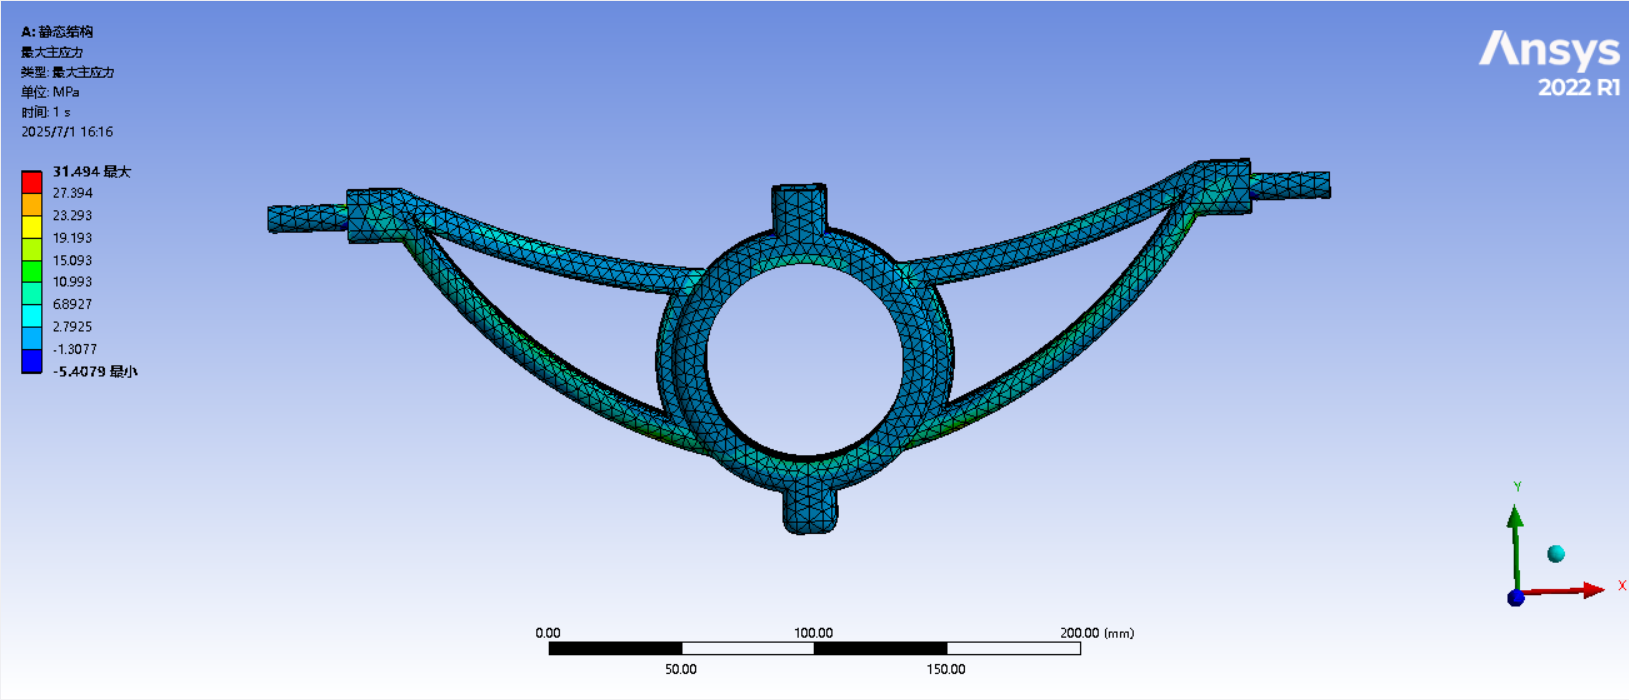 A: 静态结构
最大主应力
类型: 最大主应力
单位: MPa
时间: 1 s
2025/7/1 16:16
31.494 最大
27.394
23.293
19.193
15.093
10.993
6.8927
2.7925
-1.3077
-5.4079 最小
Ansys
2022 R1
Y
X
0.00 100.00 200.00 (mm)
50.00 150.00